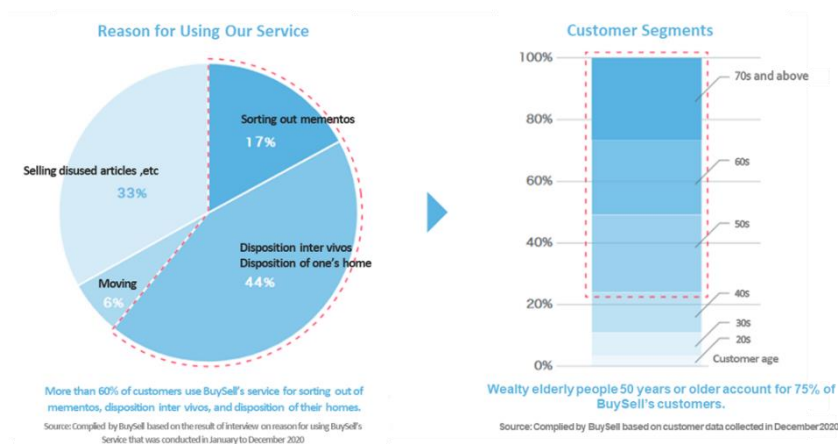 Reason for Using Our Service
Sorting out mementos
17%
Selling disused articles ,etc
33%
Disposition inter vivos
Disposition of one's home
44%
Moving
6%
More than 60% of customers use BuySell's service for sorting out of
mementos, disposition inter vivos, and disposition of their homes.
Source: Complied by BuySell based on the result of interview on reason for using BuySell's
Service that was conducted in January to December 2020
Customer Segments
100%
80%
60%
40%
20%
0%
70s and above
60s
50s
40s
30s
20s
Customer age
Wealty elderly people 50 years or older account for 75% of
BuySell's customers.
Source: Complied by BuySell based on customer data collected in December2020